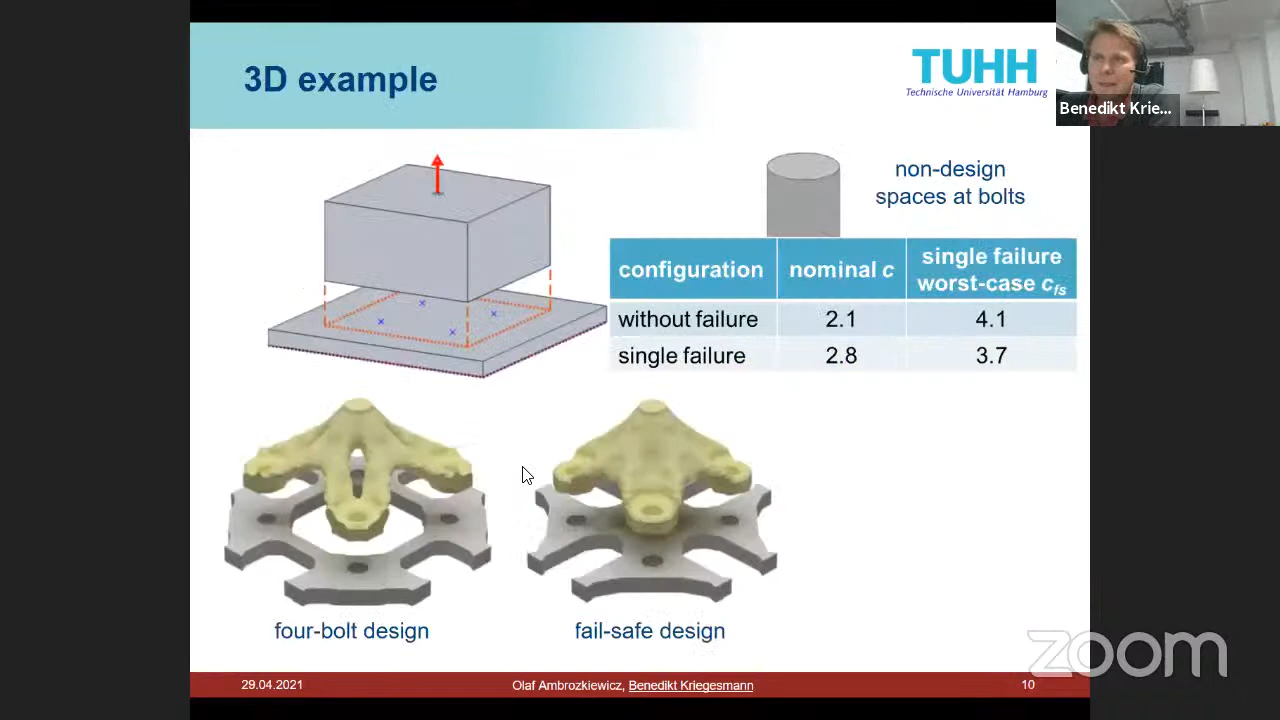 3D example
TUHH
Technische Universität Hamburg
Benedikt Krie...
non-design
spaces at bolts
configuration
nominal c
single failure
worst-case cfs
without failure
2.1
4.1
single failure
2.8
3.7
four-bolt design
fail-safe design
29.04.2021
Olaf Ambrozkiewicz, Benedikt Kriegesmann
10
zoom